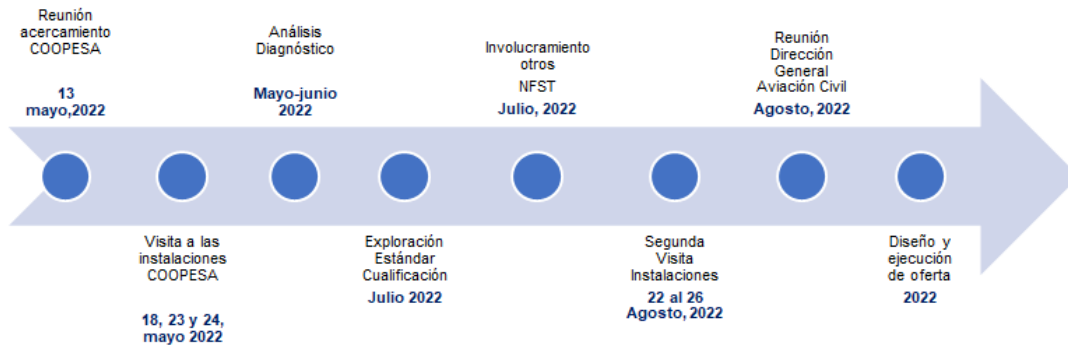 Reunión
acercamiento
COOPESA
13
mayo,2022
Visita a las
instalaciones
COOPESA
18, 23 y 24,
mayo 2022
Análisis
Diagnóstico
Mayo-junio
2022
Exploración
Estándar
Cualificación
Julio 2022
Involucramiento
otros
NFST
Julio, 2022
Segunda
Visita
Instalaciones
22 al 26
Agosto, 2022
Reunión
Dirección
General
Aviación Civil
Agosto, 2022
Diseño y
ejecución
de oferta
2022